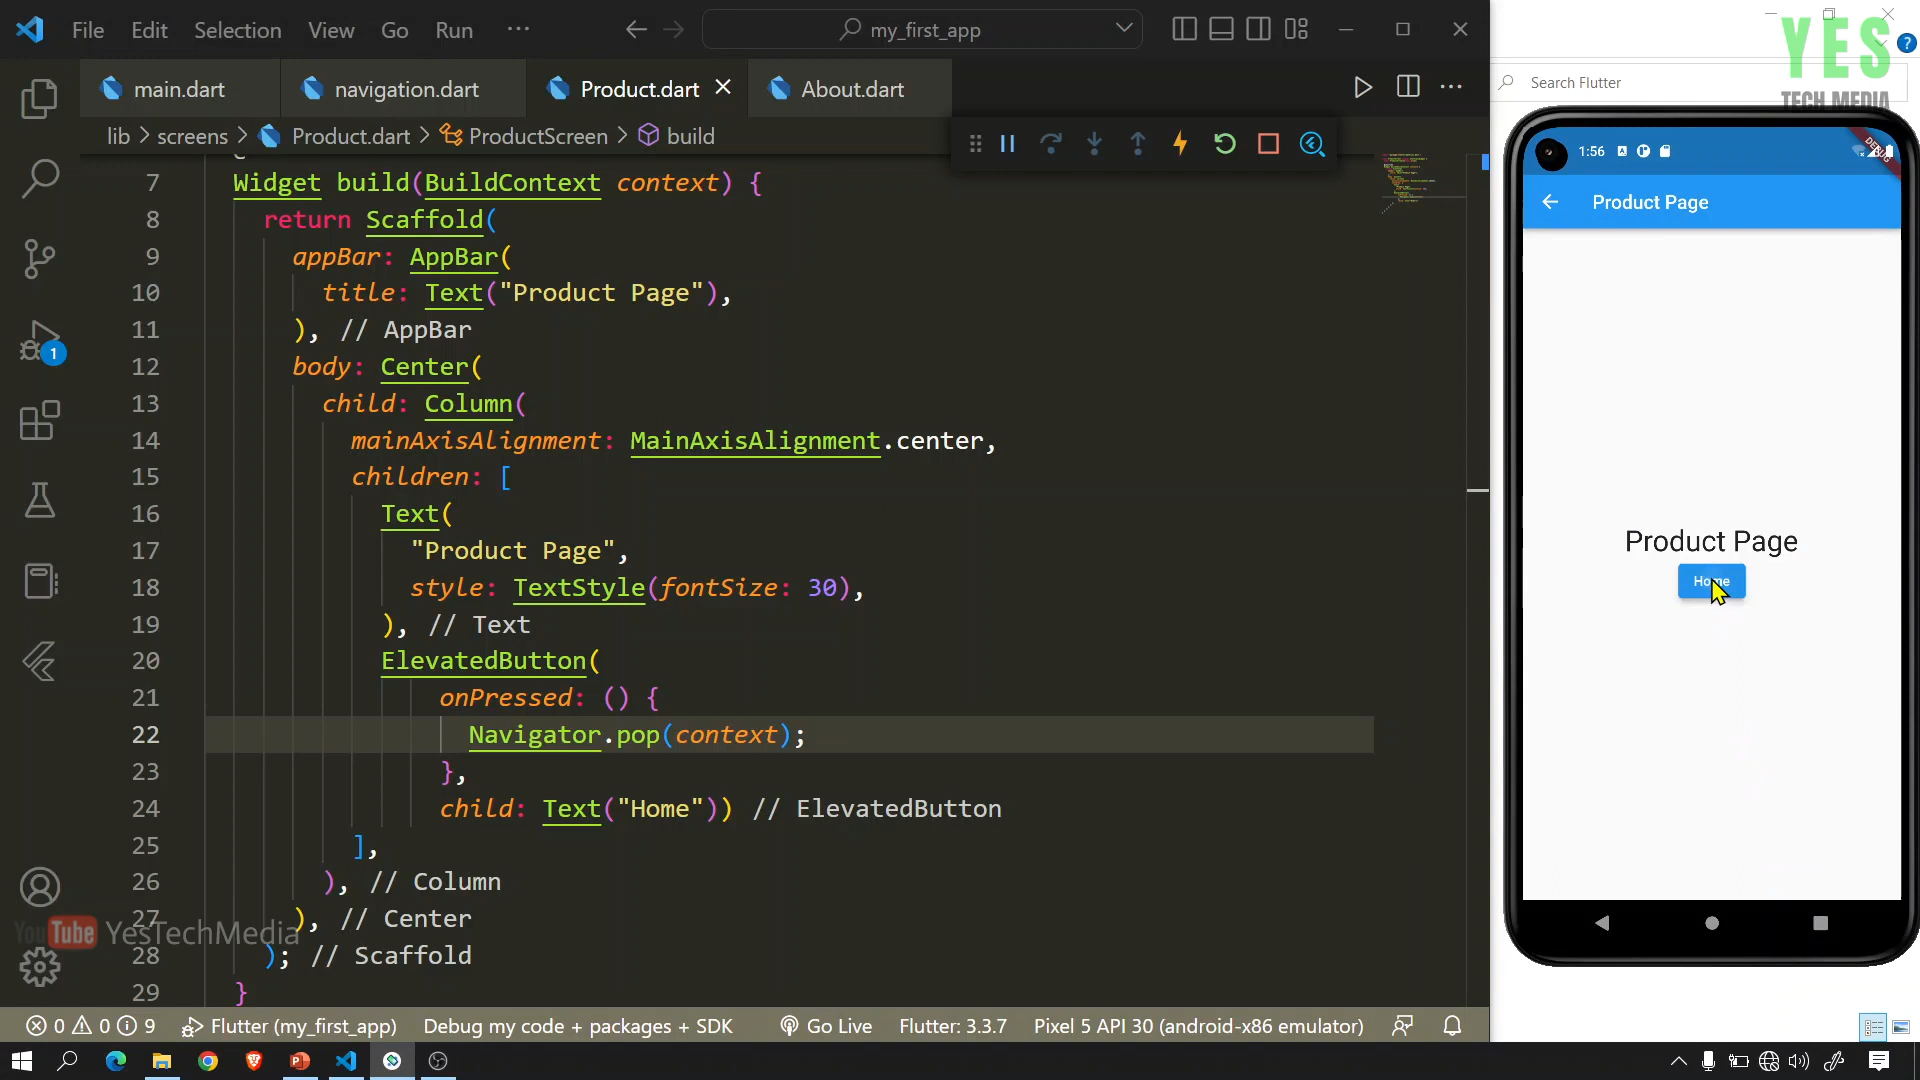 File Edit Selection View Go Run ···
my_first_app
main.dart
navigation.dart
Product.dart
About.dart
lib > screens > Product.dart > ProductScreen > build
7 Widget build(BuildContext context) {
8 return Scaffold(
9 appBar: AppBar(
10 title: Text("Product Page"),
11 ), // AppBar
12 body: Center(
13 child: Column(
14 mainAxisAlignment: MainAxisAlignment.center,
15 children: [
16 Text(
17 "Product Page",
18 style: TextStyle(fontSize: 30),
19 ), // Text
20 ElevatedButton(
21 onPressed: () {
22 Navigator.pop(context);
23 },
24 child: Text("Home")) // ElevatedButton
25 ],
26 ), // Column
27 ), // Center
28 ); // Scaffold
29 }
1
YouTube YesTechMedia
0 0 9 Flutter (my_first_app) Debug my code + packages + SDK Go Live Flutter: 3.3.7 Pixel 5 API 30 (android-x86 emulator)
YES
TECH MEDIA
?
Search Flutter
1:56
DEBUG
Product Page
Product Page
Home